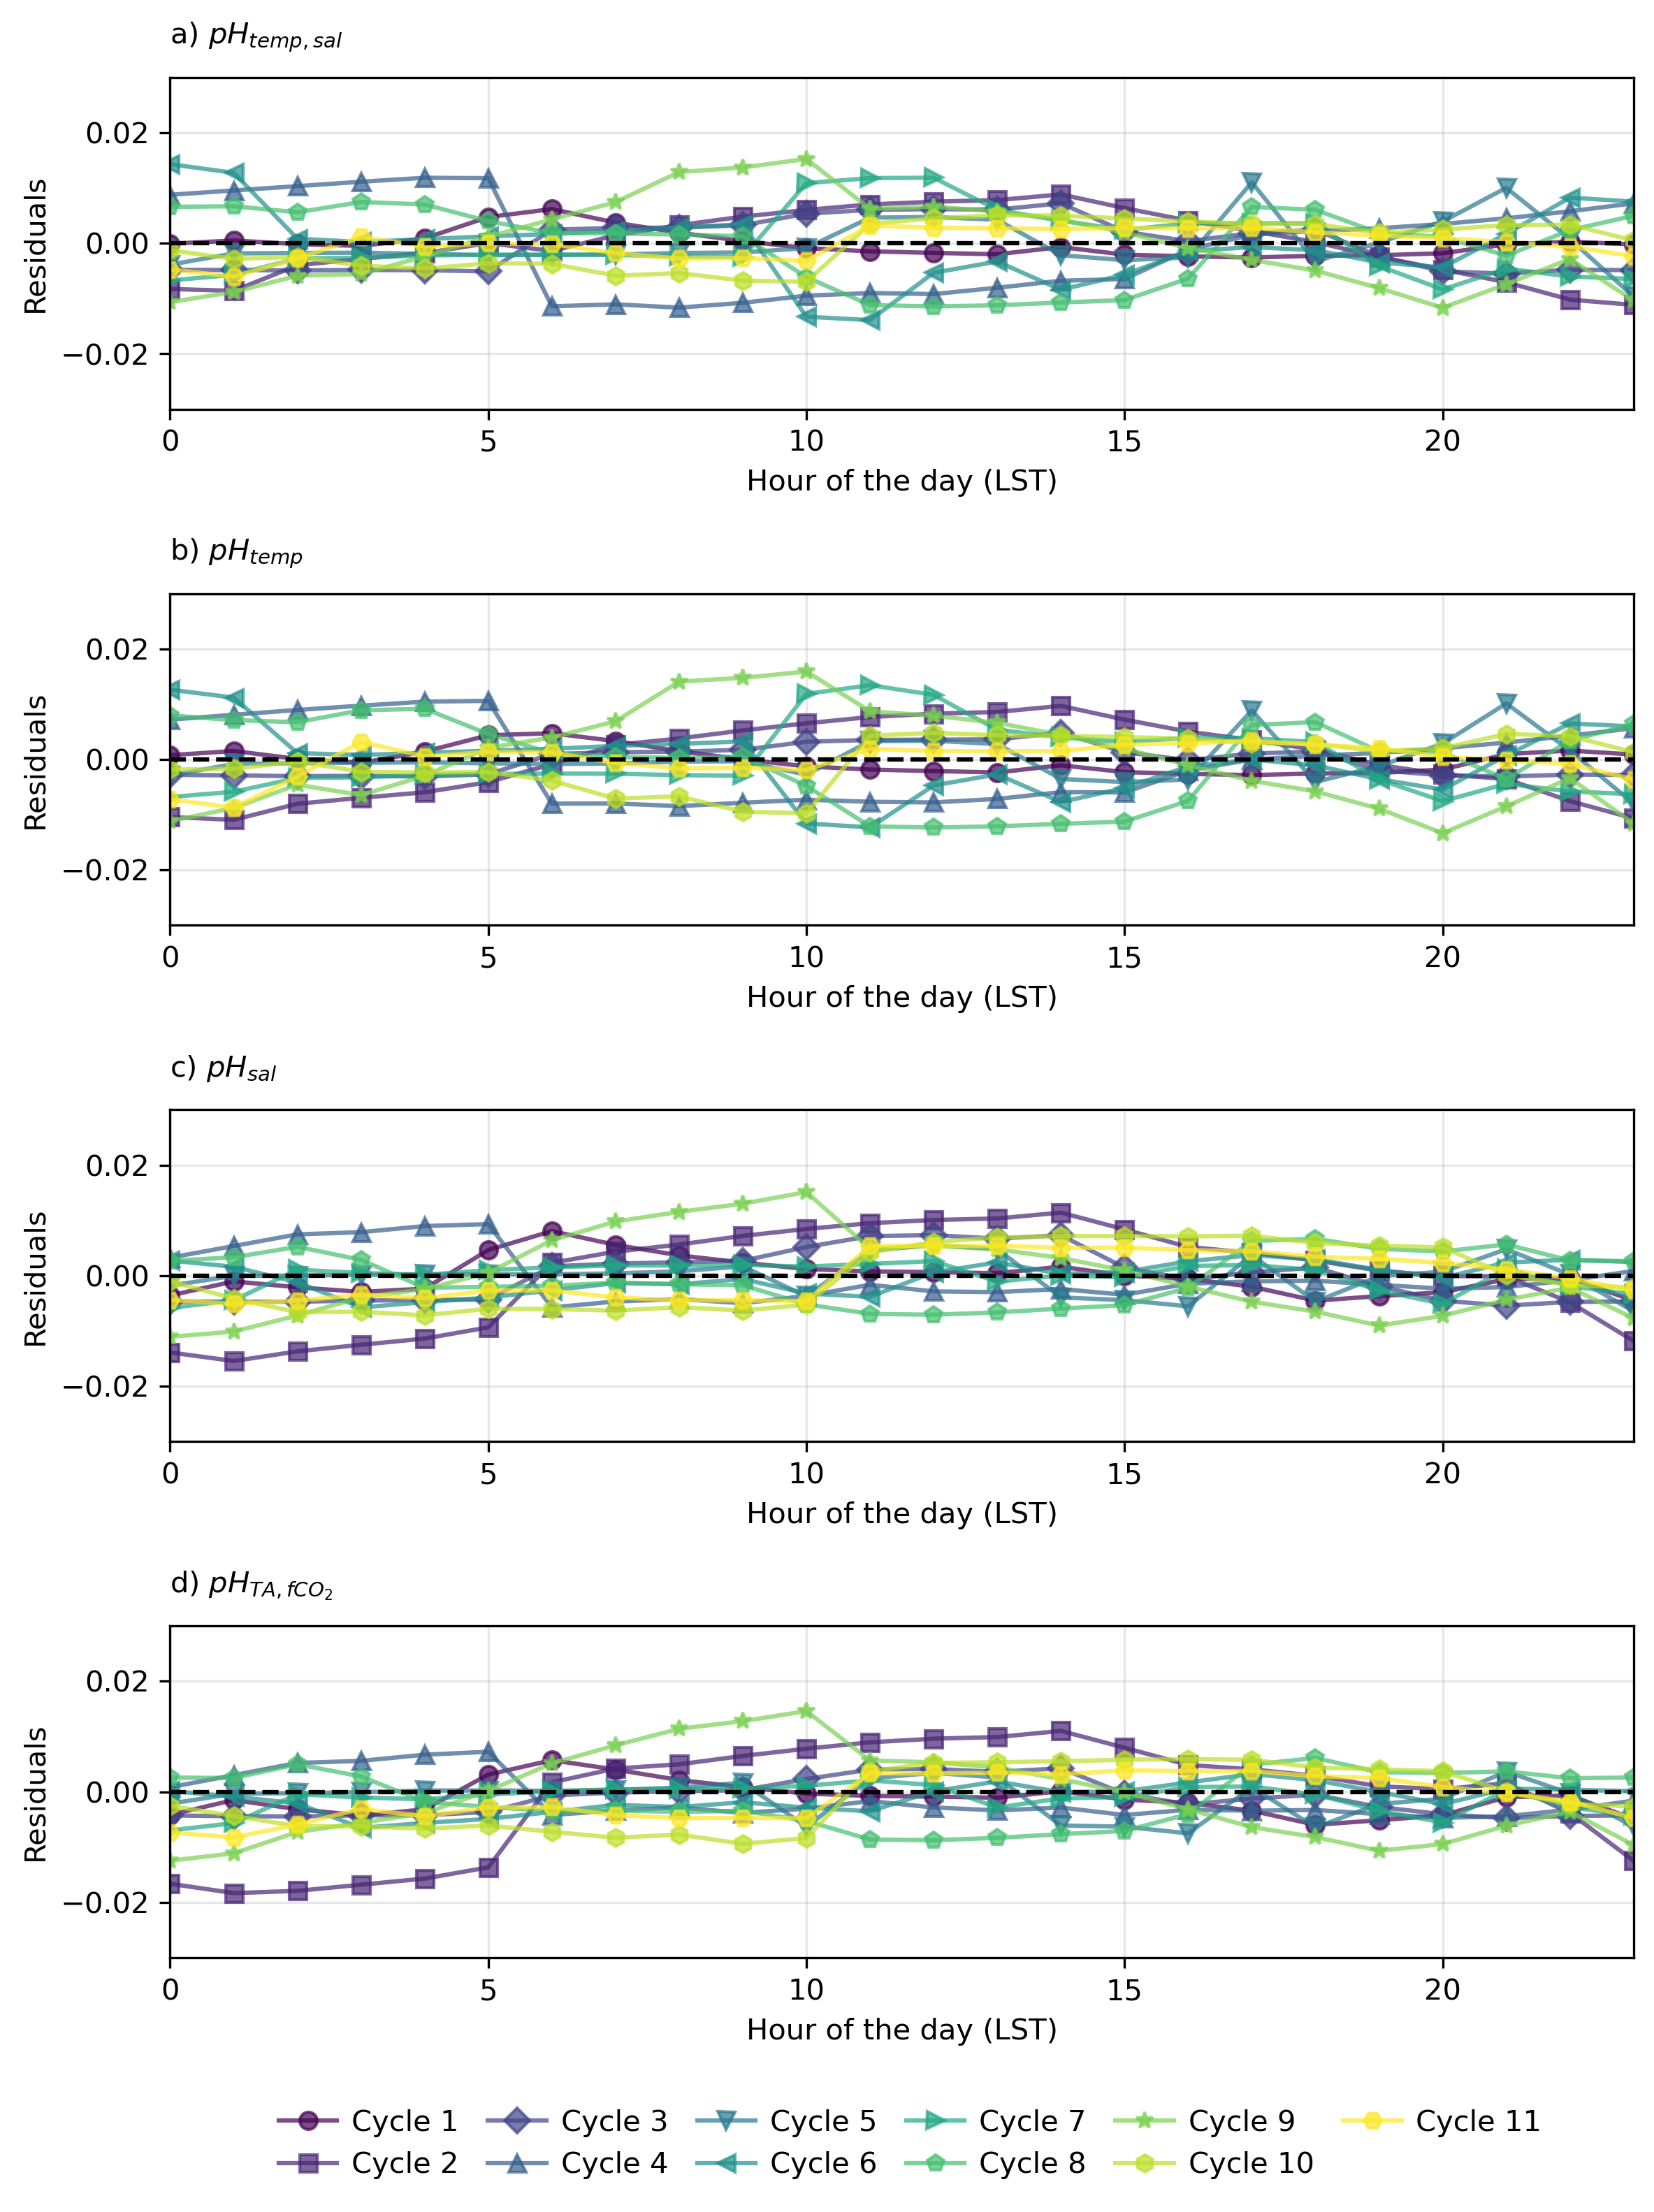 a) pH_temp,sal
Residuals
0.02
0.00
−0.02
0 5 10 15 20
Hour of the day (LST)
b) pH_temp
Residuals
0.02
0.00
−0.02
0 5 10 15 20
Hour of the day (LST)
c) pH_sal
Residuals
0.02
0.00
−0.02
0 5 10 15 20
Hour of the day (LST)
d) pH_TA,fCO₂
Residuals
0.02
0.00
−0.02
0 5 10 15 20
Hour of the day (LST)
Cycle 1 Cycle 3 Cycle 5 Cycle 7 Cycle 9 Cycle 11
Cycle 2 Cycle 4 Cycle 6 Cycle 8 Cycle 10